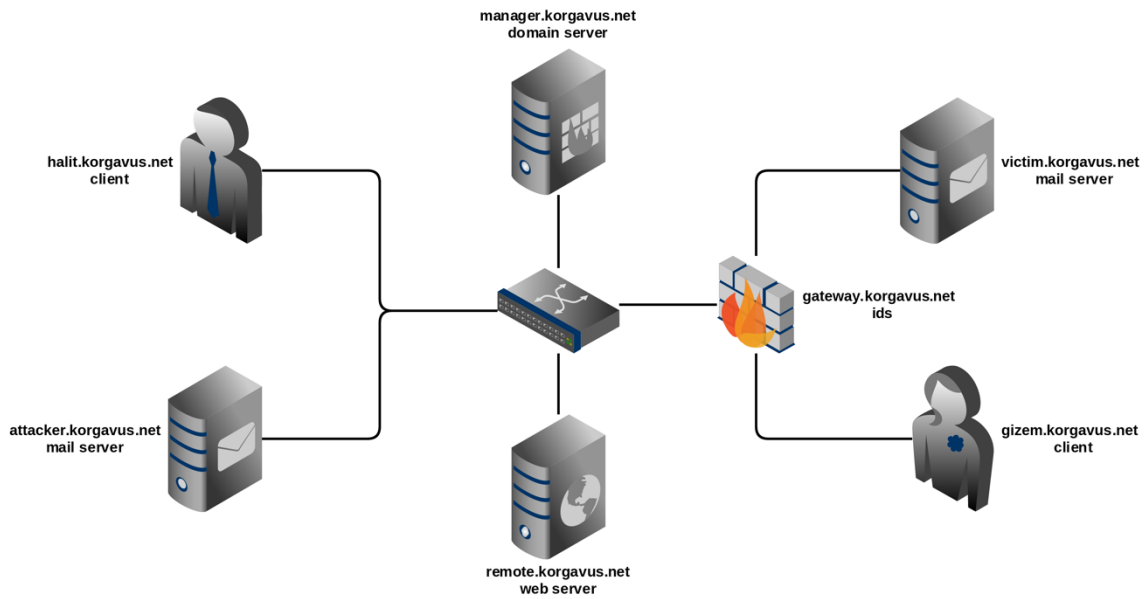 manager.korgavus.net
domain server
halit.korgavus.net
client
victim.korgavus.net
mail server
gateway.korgavus.net
ids
attacker.korgavus.net
mail server
gizem.korgavus.net
client
remote.korgavus.net
web server